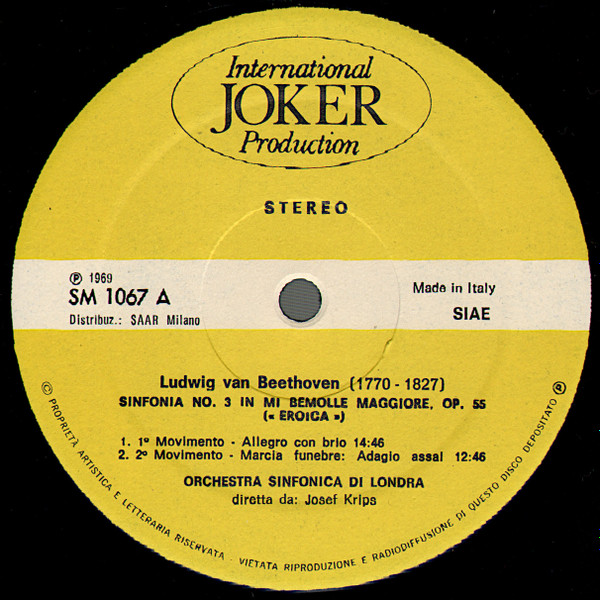 International
JOKER
Production
STEREO
℗ 1969
SM 1067 A
Distribuz.: SAAR Milano
Made in Italy
SIAE
Ludwig van Beethoven (1770 - 1827)
SINFONIA NO. 3 IN MI BEMOLLE MAGGIORE, OP. 55
(« EROICA »)
1. 1º Movimento - Allegro con brio 14:46
2. 2º Movimento - Marcia funebre: Adagio assai 12:46
ORCHESTRA SINFONICA DI LONDRA
diretta da: Josef Krips
© PROPRIETÀ ARTISTICA E LETTERARIA RISERVATA - VIETATA RIPRODUZIONE E RADIODIFFUSIONE DI QUESTO DISCO DEPOSITATO ℗